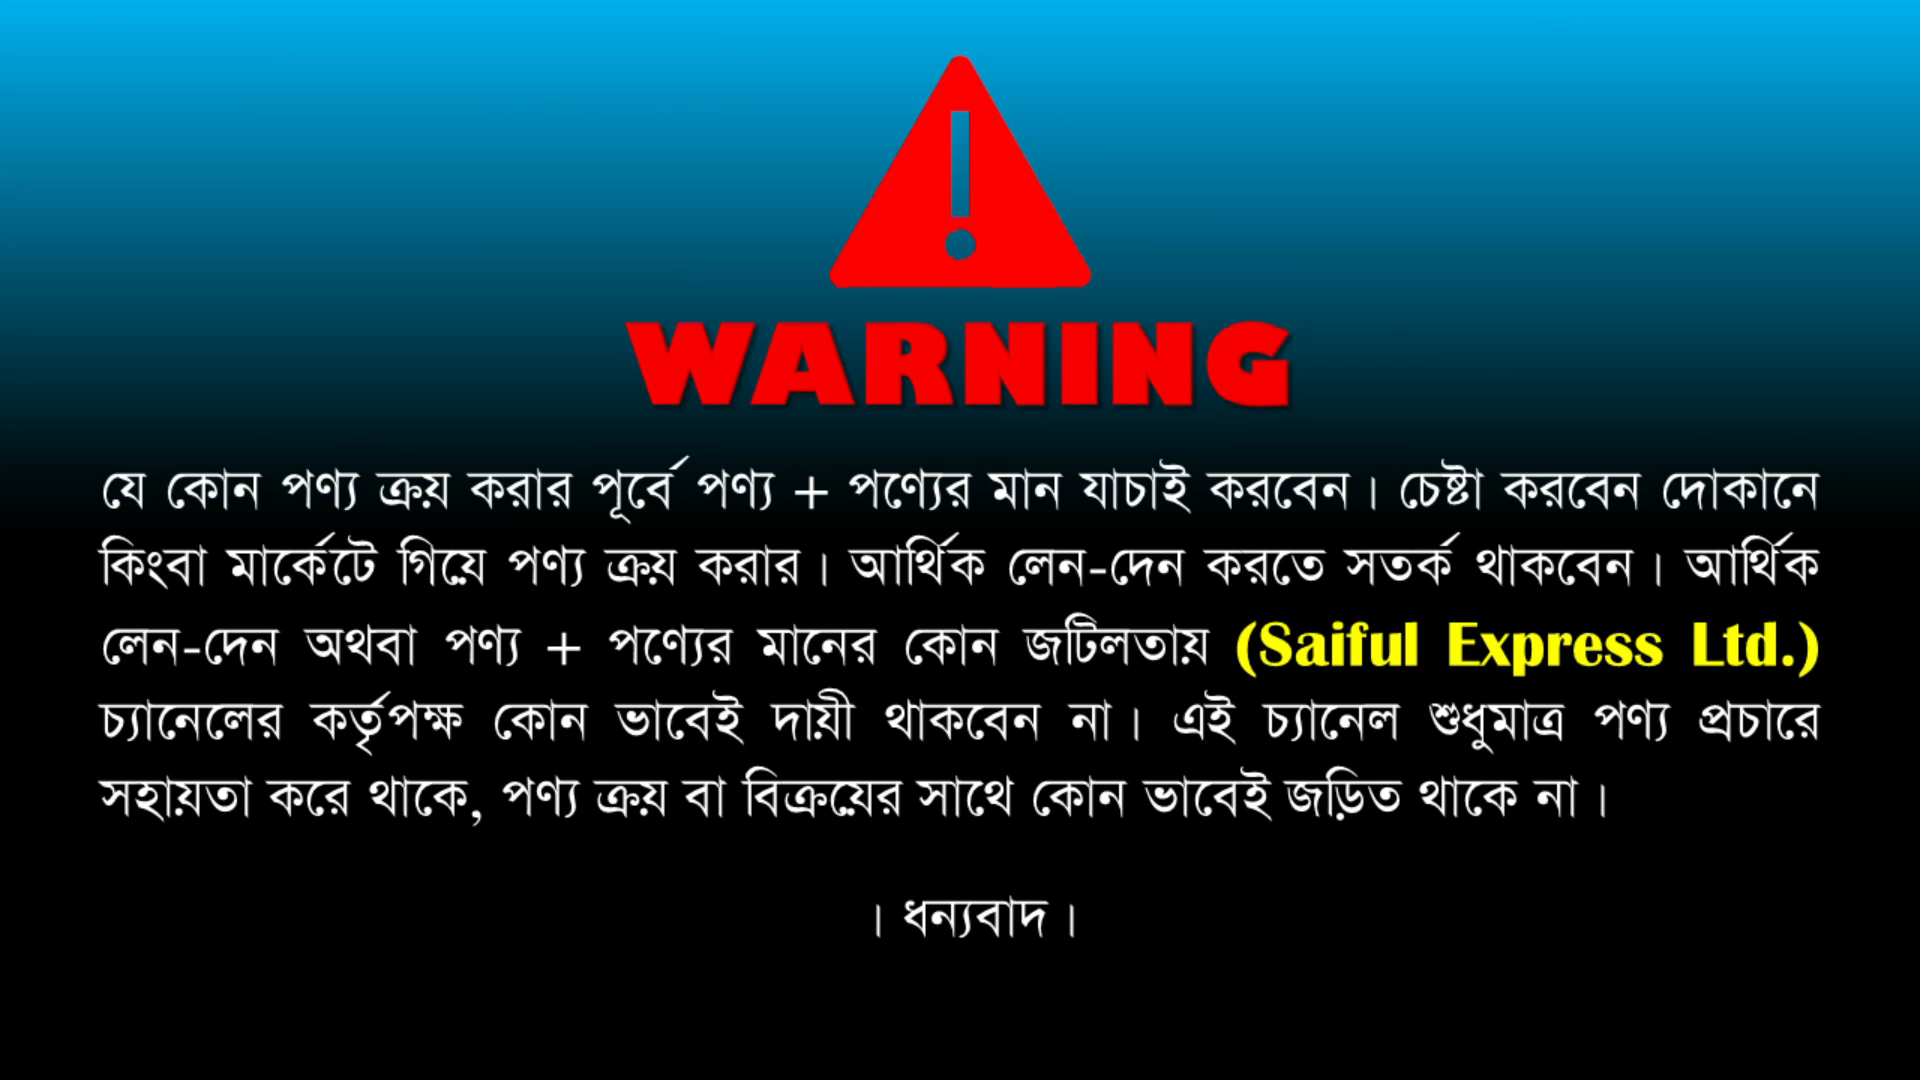 WARNING
যে কোন পণ্য ক্রয় করার পূর্বে পণ্য + পণ্যের মান যাচাই করবেন। চেষ্টা করবেন দোকানে
কিংবা মার্কেটে গিয়ে পণ্য ক্রয় করার। আর্থিক লেন-দেন করতে সতর্ক থাকবেন। আর্থিক
লেন-দেন অথবা পণ্য + পণ্যের মানের কোন জটিলতায় (Saiful Express Ltd.)
চ্যানেলের কর্তৃপক্ষ কোন ভাবেই দায়ী থাকবেন না। এই চ্যানেল শুধুমাত্র পণ্য প্রচারে
সহায়তা করে থাকে, পণ্য ক্রয় বা বিক্রয়ের সাথে কোন ভাবেই জড়িত থাকে না।
। ধন্যবাদ ।